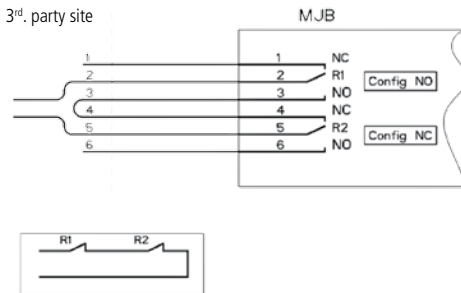 3rd. party site
MJB
1 1 NC
2 2 R1
Config NO
3 3 NO
4 4 NC
5 5 R2
Config NC
6 6 NO
R1 R2